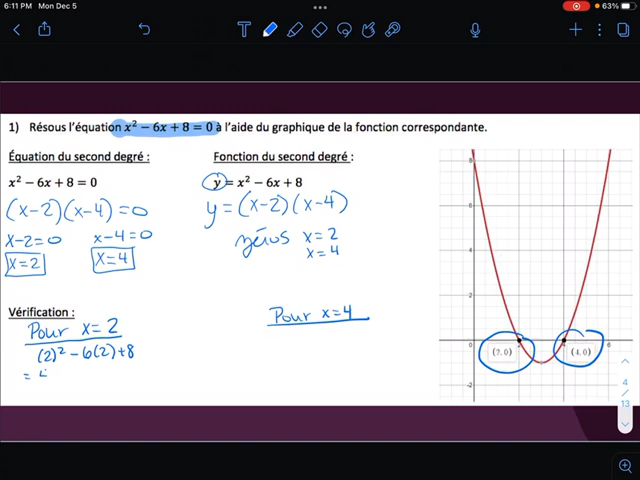 6:11 PM Mon Dec 5
63%
1) Résous l'équation x² − 6x + 8 = 0 à l'aide du graphique de la fonction correspondante.
Équation du second degré :
Fonction du second degré :
x² − 6x + 8 = 0
y = x² − 6x + 8
(x−2)(x−4)=0
y = (x−2)(x−4)
x−2=0
x−4=0
zéros x=2
x=4
x=2
x=4
Vérification :
Pour x=2
Pour x=4
(2)² − 6(2)+8
=
8
6
4
2
0
2
4
6
-2
(2, 0)
(4, 0)
4
13